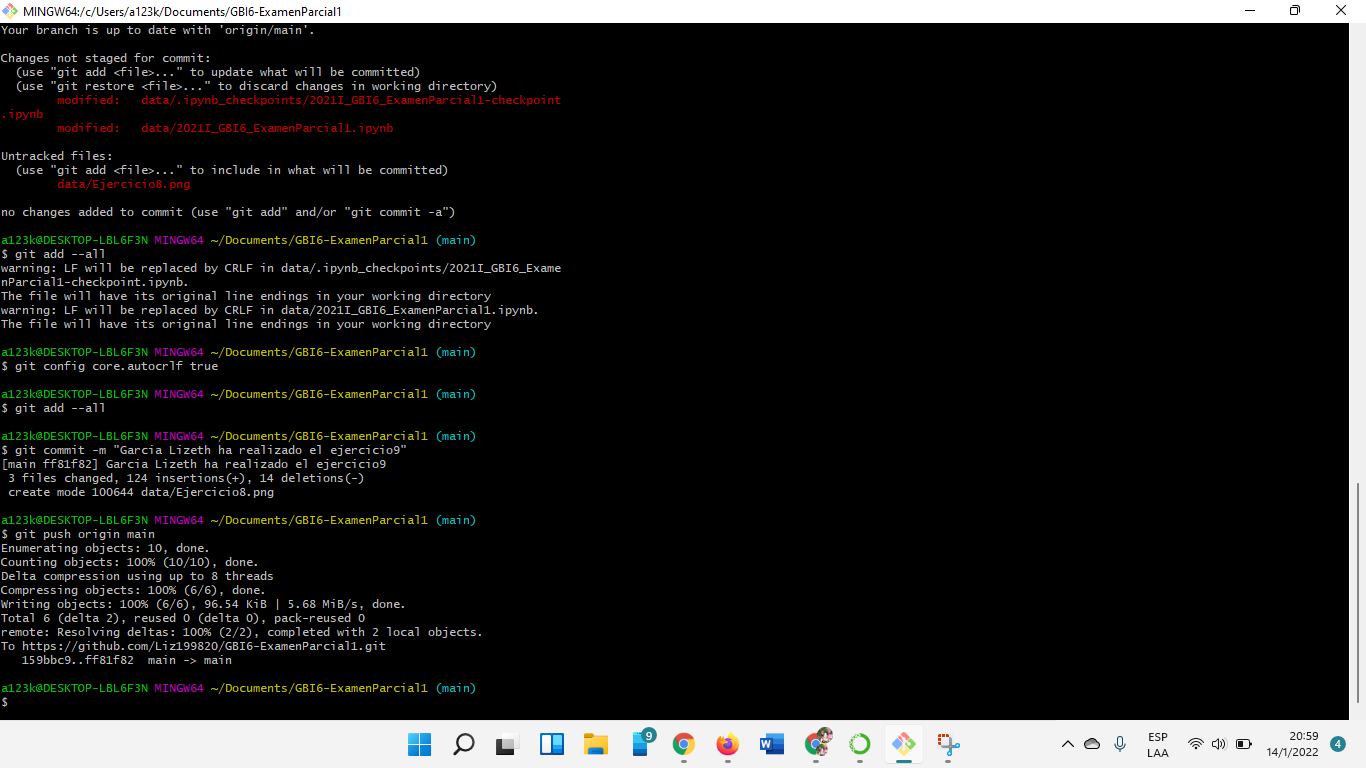 MINGW64:/c/Users/a123k/Documents/GBI6-ExamenParcial1
Your branch is up to date with 'origin/main'.
Changes not staged for commit:
(use "git add <file>..." to update what will be committed)
(use "git restore <file>..." to discard changes in working directory)
modified:   data/.ipynb_checkpoints/2021I_GBI6_ExamenParcial1-checkpoint
.ipynb
modified:   data/2021I_GBI6_ExamenParcial1.ipynb
Untracked files:
(use "git add <file>..." to include in what will be committed)
data/Ejercicio8.png
no changes added to commit (use "git add" and/or "git commit -a")
a123k@DESKTOP-LBL6F3N MINGW64 ~/Documents/GBI6-ExamenParcial1 (main)
$ git add --all
warning: LF will be replaced by CRLF in data/.ipynb_checkpoints/2021I_GBI6_Exame
nParcial1-checkpoint.ipynb.
The file will have its original line endings in your working directory
warning: LF will be replaced by CRLF in data/2021I_GBI6_ExamenParcial1.ipynb.
The file will have its original line endings in your working directory
a123k@DESKTOP-LBL6F3N MINGW64 ~/Documents/GBI6-ExamenParcial1 (main)
$ git config core.autocrlf true
a123k@DESKTOP-LBL6F3N MINGW64 ~/Documents/GBI6-ExamenParcial1 (main)
$ git add --all
a123k@DESKTOP-LBL6F3N MINGW64 ~/Documents/GBI6-ExamenParcial1 (main)
$ git commit -m "Garcia Lizeth ha realizado el ejercicio9"
[main ff81f82] Garcia Lizeth ha realizado el ejercicio9
3 files changed, 124 insertions(+), 14 deletions(-)
create mode 100644 data/Ejercicio8.png
a123k@DESKTOP-LBL6F3N MINGW64 ~/Documents/GBI6-ExamenParcial1 (main)
$ git push origin main
Enumerating objects: 10, done.
Counting objects: 100% (10/10), done.
Delta compression using up to 8 threads
Compressing objects: 100% (6/6), done.
Writing objects: 100% (6/6), 96.54 KiB | 5.68 MiB/s, done.
Total 6 (delta 2), reused 0 (delta 0), pack-reused 0
remote: Resolving deltas: 100% (2/2), completed with 2 local objects.
To https://github.com/Liz199820/GBI6-ExamenParcial1.git
159bbc9..ff81f82  main -> main
a123k@DESKTOP-LBL6F3N MINGW64 ~/Documents/GBI6-ExamenParcial1 (main)
$
9
W
ESP
LAA
20:59
14/1/2022
4